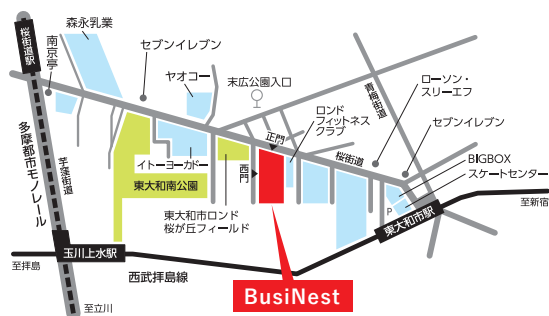 森永乳業
桜街道駅
南京亭
セブンイレブン
ヤオコー
末広公園入口
青梅街道
ローソン・
スリーエフ
ロンド
フィットネス
クラブ
セブンイレブン
正門
桜街道
多摩都市モノレール
芋窪街道
イトーヨーカドー
西門
BIGBOX
スケートセンター
東大和南公園
東大和市ロンド
桜が丘フィールド
P
東大和市駅
至新宿
玉川上水駅
至拝島
西武拝島線
BusiNest
至立川